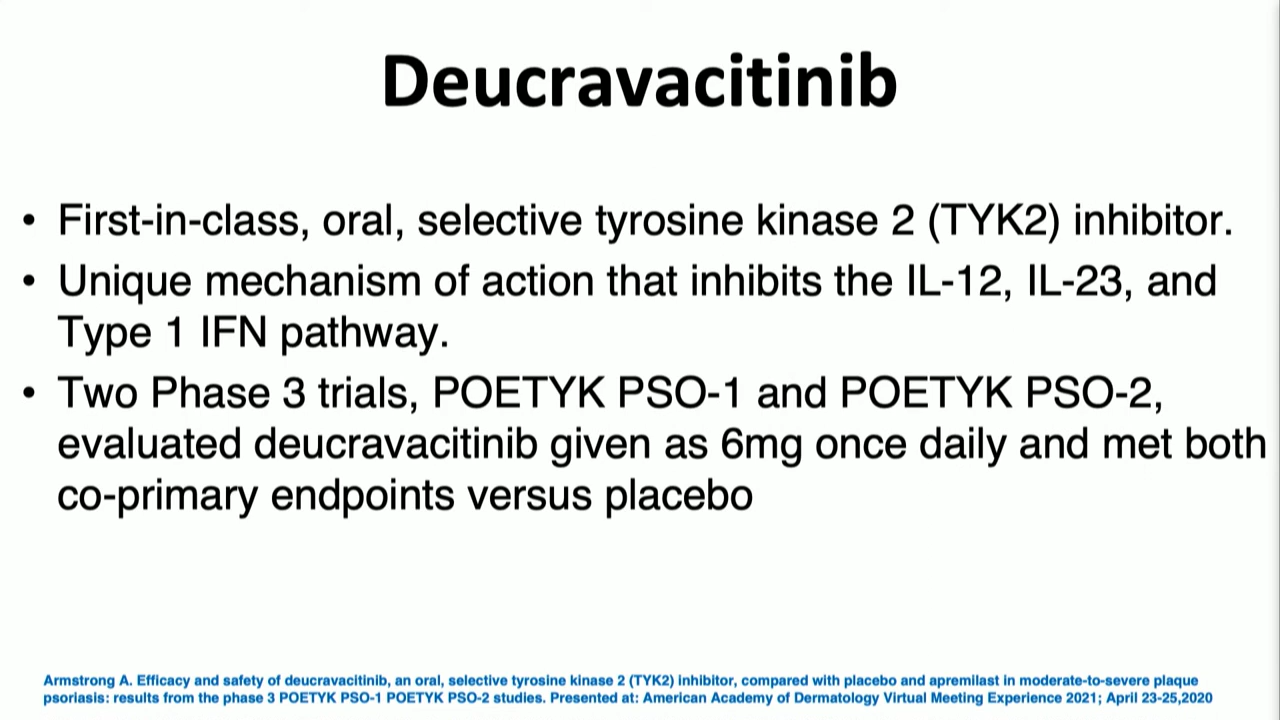 Deucravacitinib
• First-in-class, oral, selective tyrosine kinase 2 (TYK2) inhibitor.
• Unique mechanism of action that inhibits the IL-12, IL-23, and
Type 1 IFN pathway.
• Two Phase 3 trials, POETYK PSO-1 and POETYK PSO-2,
evaluated deucravacitinib given as 6mg once daily and met both
co-primary endpoints versus placebo
Armstrong A. Efficacy and safety of deucravacitinib, an oral, selective tyrosine kinase 2 (TYK2) inhibitor, compared with placebo and apremilast in moderate-to-severe plaque
psoriasis: results from the phase 3 POETYK PSO-1 POETYK PSO-2 studies. Presented at: American Academy of Dermatology Virtual Meeting Experience 2021; April 23-25,2020